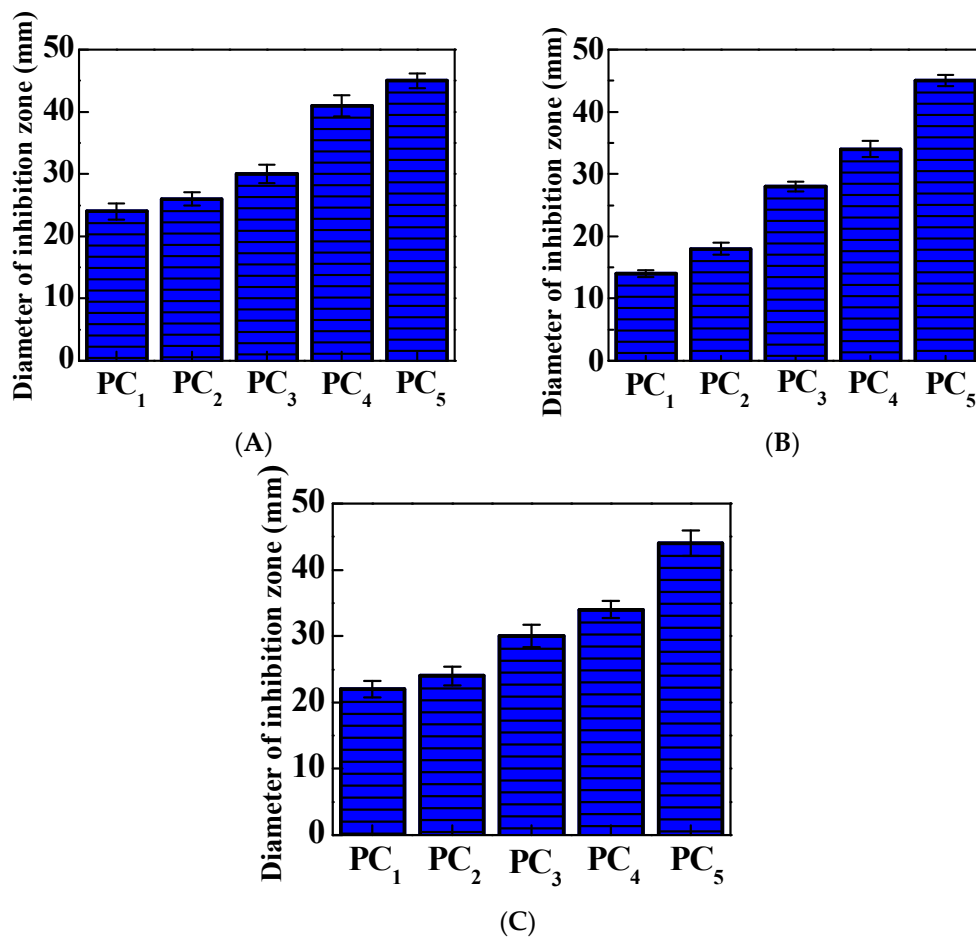 Diameter of inhibition zone (mm)
50
40
30
20
10
0
PC₁ PC₂ PC₃ PC₄ PC₅
(A)
Diameter of inhibition zone (mm)
50
40
30
20
10
0
PC₁ PC₂ PC₃ PC₄ PC₅
(B)
Diameter of inhibition zone (mm)
50
40
30
20
10
0
PC₁ PC₂ PC₃ PC₄ PC₅
(C)